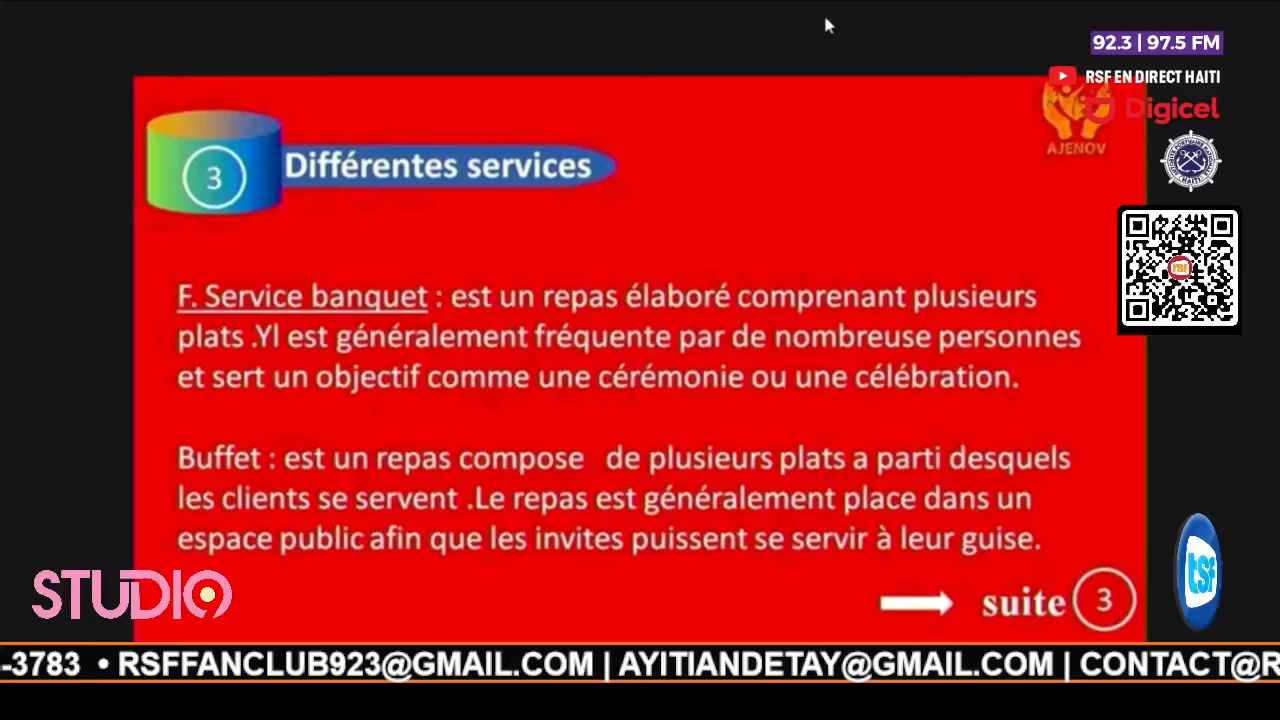 92.3 | 97.5 FM
RSF EN DIRECT HAITI
Digicel
AJENOV
3
Différentes services
F. Service banquet : est un repas élaboré comprenant plusieurs
plats .Yl est généralement fréquente par de nombreuse personnes
et sert un objectif comme une cérémonie ou une célébration.
Buffet : est un repas compose de plusieurs plats a parti desquels
les clients se servent .Le repas est généralement place dans un
espace public afin que les invites puissent se servir à leur guise.
suite 3
STUDIO
rsf
-3783 • RSFFANCLUB923@GMAIL.COM | AYITIANDETAY@GMAIL.COM | CONTACT@R